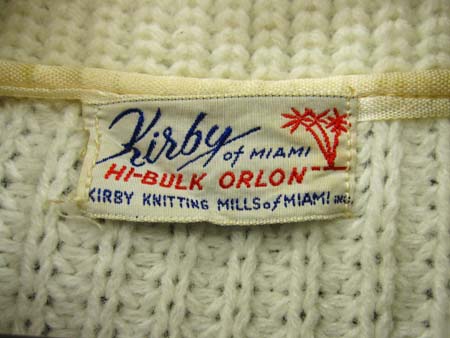 Kirby of MIAMI
HI-BULK ORLON
KIRBY KNITTING MILLS of MIAMI INC.